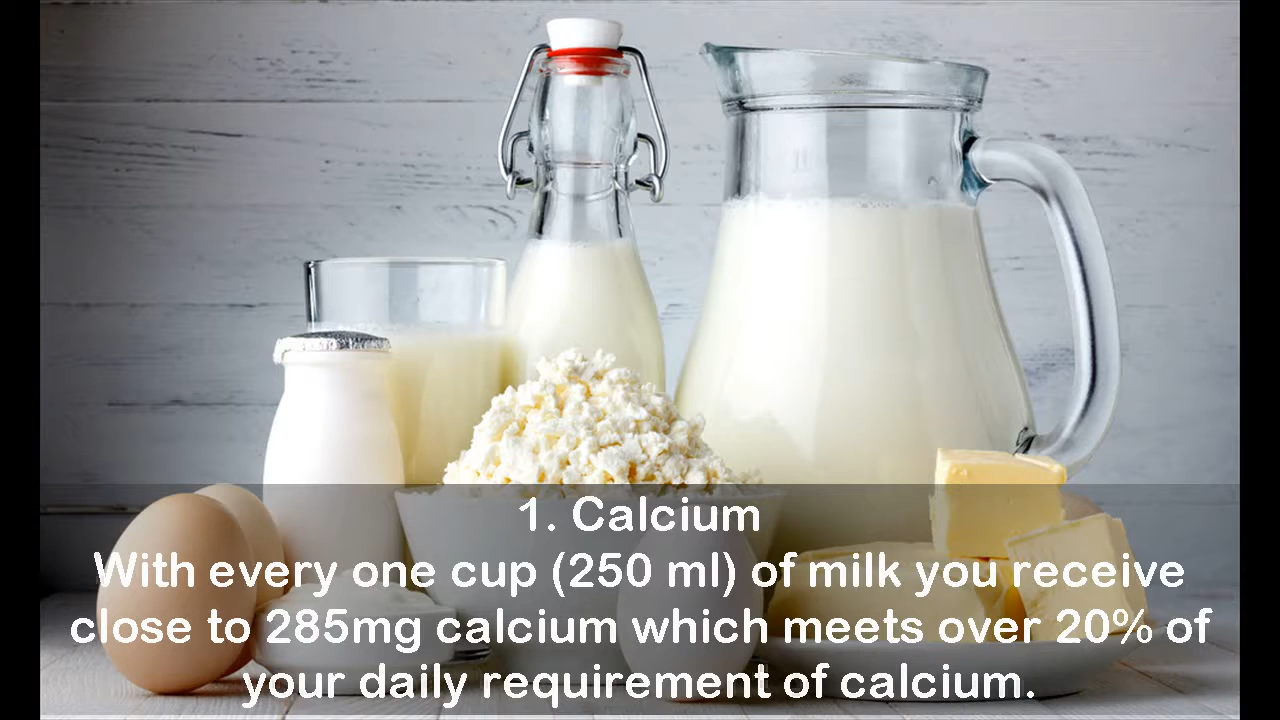 1. Calcium
With every one cup (250 ml) of milk you receive
close to 285mg calcium which meets over 20% of
your daily requirement of calcium.